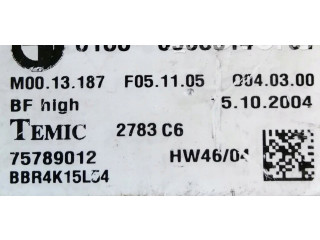 M00.13.187 F05.11.05 Q04.03.00
BF high 5.10.2004
TEMIC 2783 C6
75789012 HW46/04
BBR4K15L54